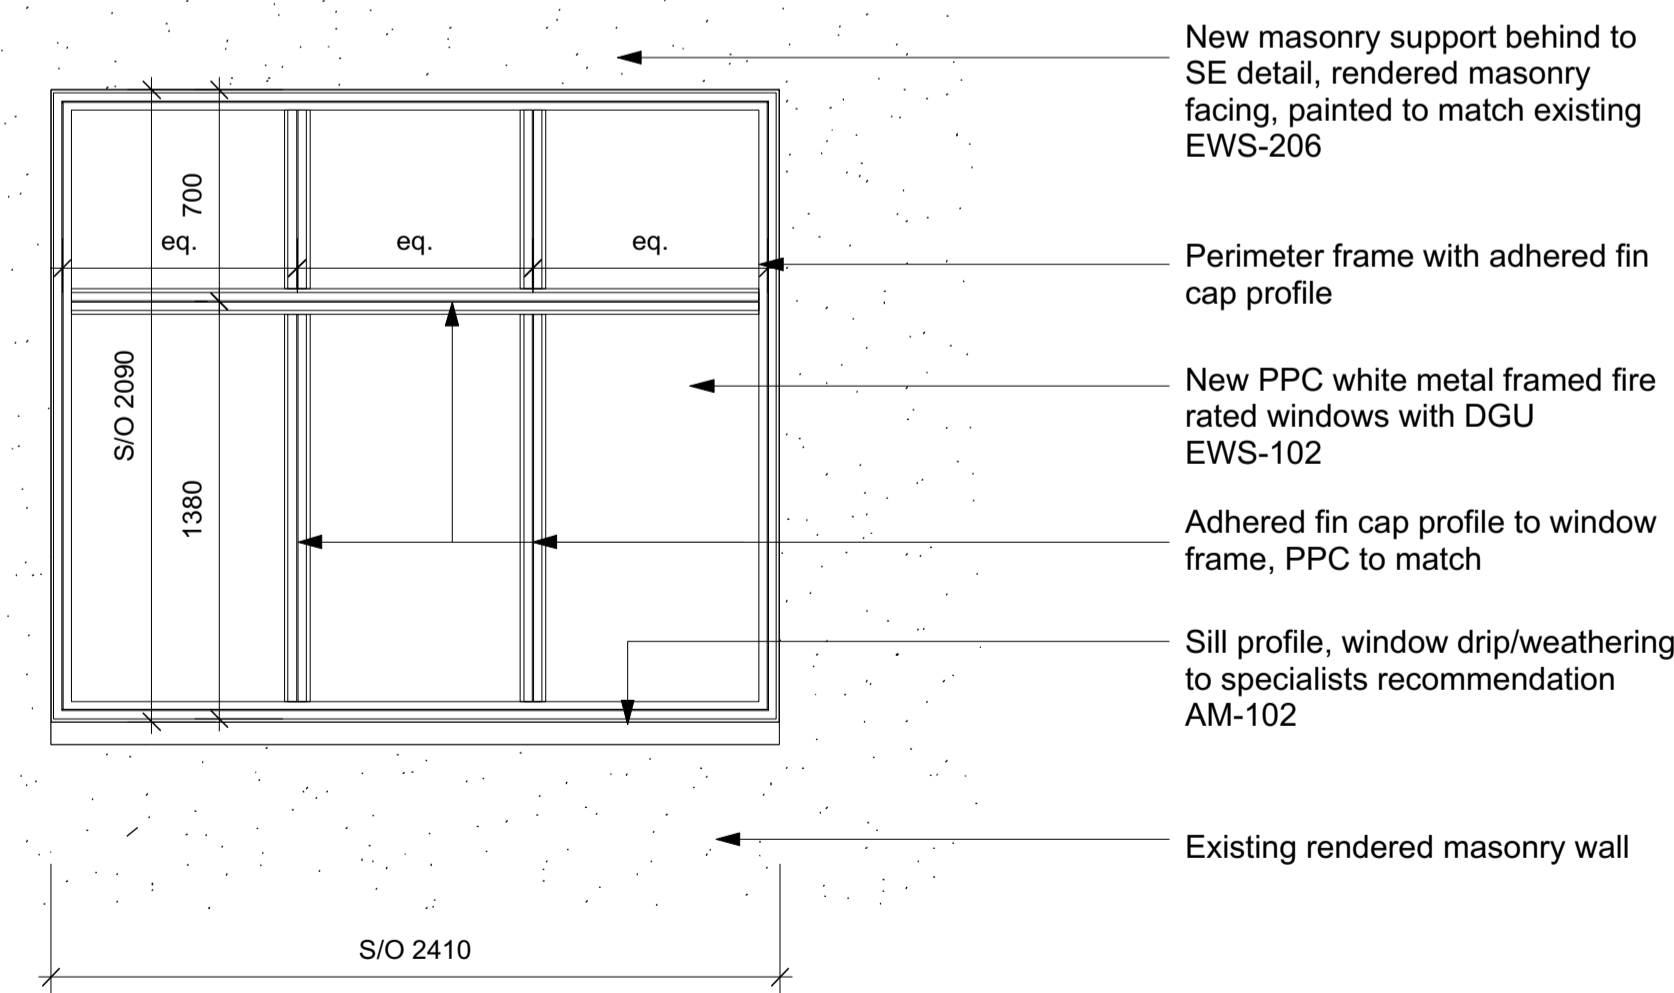 New masonry support behind to
SE detail, rendered masonry
facing, painted to match existing
EWS-206
700
eq.
eq.
eq.
Perimeter frame with adhered fin
cap profile
S/O 2090
New PPC white metal framed fire
rated windows with DGU
EWS-102
1380
Adhered fin cap profile to window
frame, PPC to match
Sill profile, window drip/weathering
to specialists recommendation
AM-102
Existing rendered masonry wall
S/O 2410